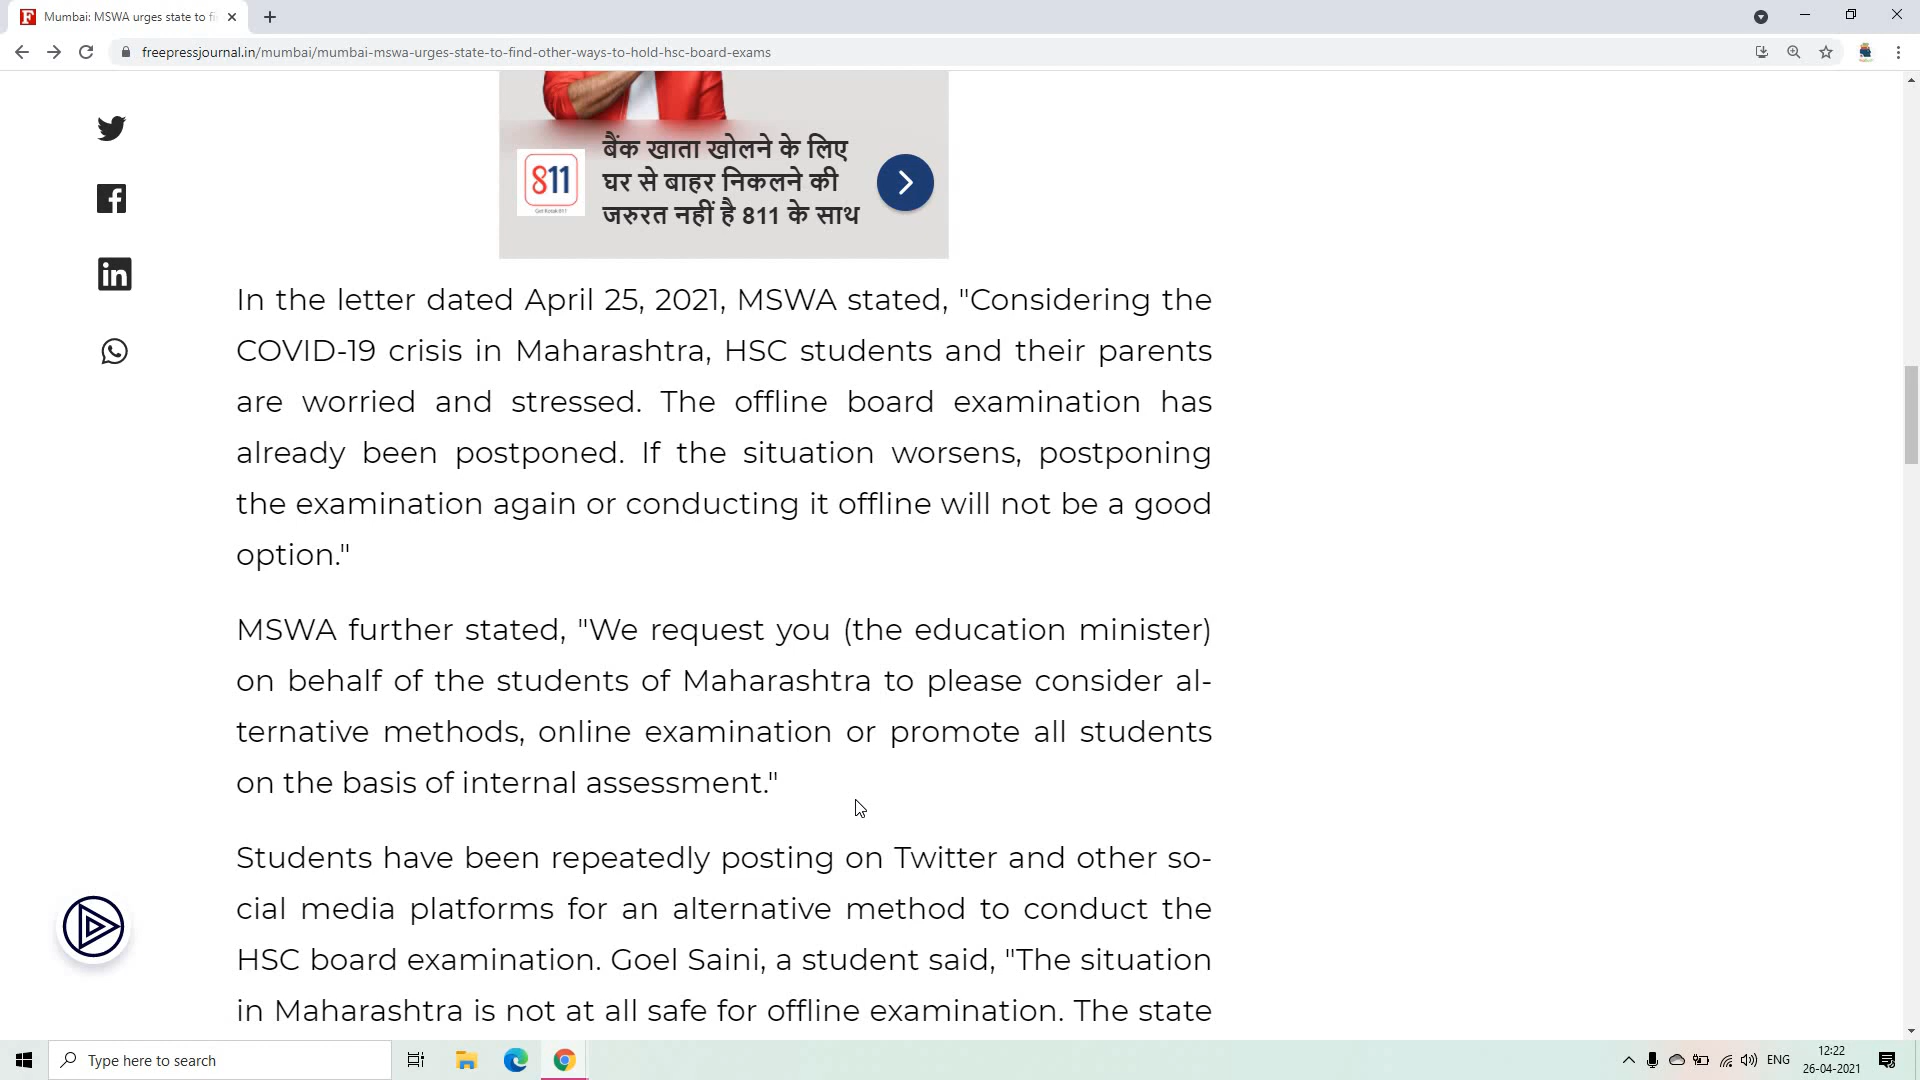 Mumbai: MSWA urges state to fi
freepressjournal.in/mumbai/mumbai-mswa-urges-state-to-find-other-ways-to-hold-hsc-board-exams
बैंक खाता खोलने के लिए
घर से बाहर निकलने की
जरुरत नहीं है 811 के साथ
811
Get Kotak 811
In the letter dated April 25, 2021, MSWA stated, "Considering the
COVID-19 crisis in Maharashtra, HSC students and their parents
are worried and stressed. The offline board examination has
already been postponed. If the situation worsens, postponing
the examination again or conducting it offline will not be a good
option."
MSWA further stated, "We request you (the education minister)
on behalf of the students of Maharashtra to please consider al-
ternative methods, online examination or promote all students
on the basis of internal assessment."
Students have been repeatedly posting on Twitter and other so-
cial media platforms for an alternative method to conduct the
HSC board examination. Goel Saini, a student said, "The situation
in Maharashtra is not at all safe for offline examination. The state
Type here to search
ENG
12:22
26-04-2021